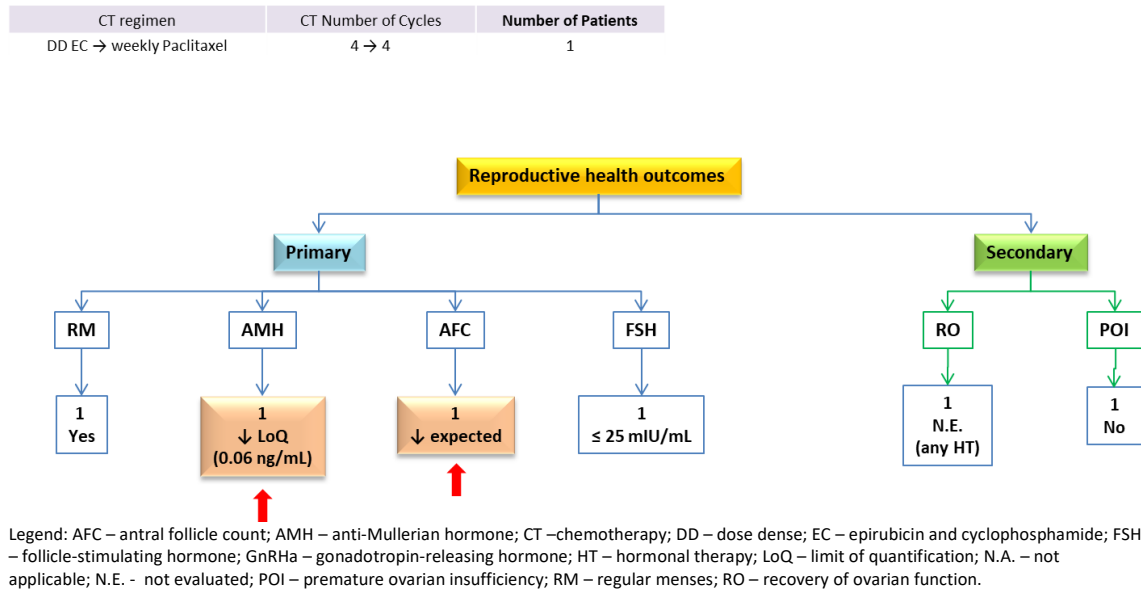 CT regimen CT Number of Cycles Number of Patients
DD EC → weekly Paclitaxel 4 → 4 1
Reproductive health outcomes
Primary Secondary
RM AMH AFC FSH RO POI
1
Yes
1
↓ LoQ
(0.06 ng/mL)
1
↓ expected
1
≤ 25 mIU/mL
1
N.E.
(any HT)
1
No
Legend: AFC – antral follicle count; AMH – anti-Mullerian hormone; CT –chemotherapy; DD – dose dense; EC – epirubicin and cyclophosphamide; FSH
– follicle-stimulating hormone; GnRHa – gonadotropin-releasing hormone; HT – hormonal therapy; LoQ – limit of quantification; N.A. – not
applicable; N.E. - not evaluated; POI – premature ovarian insufficiency; RM – regular menses; RO – recovery of ovarian function.